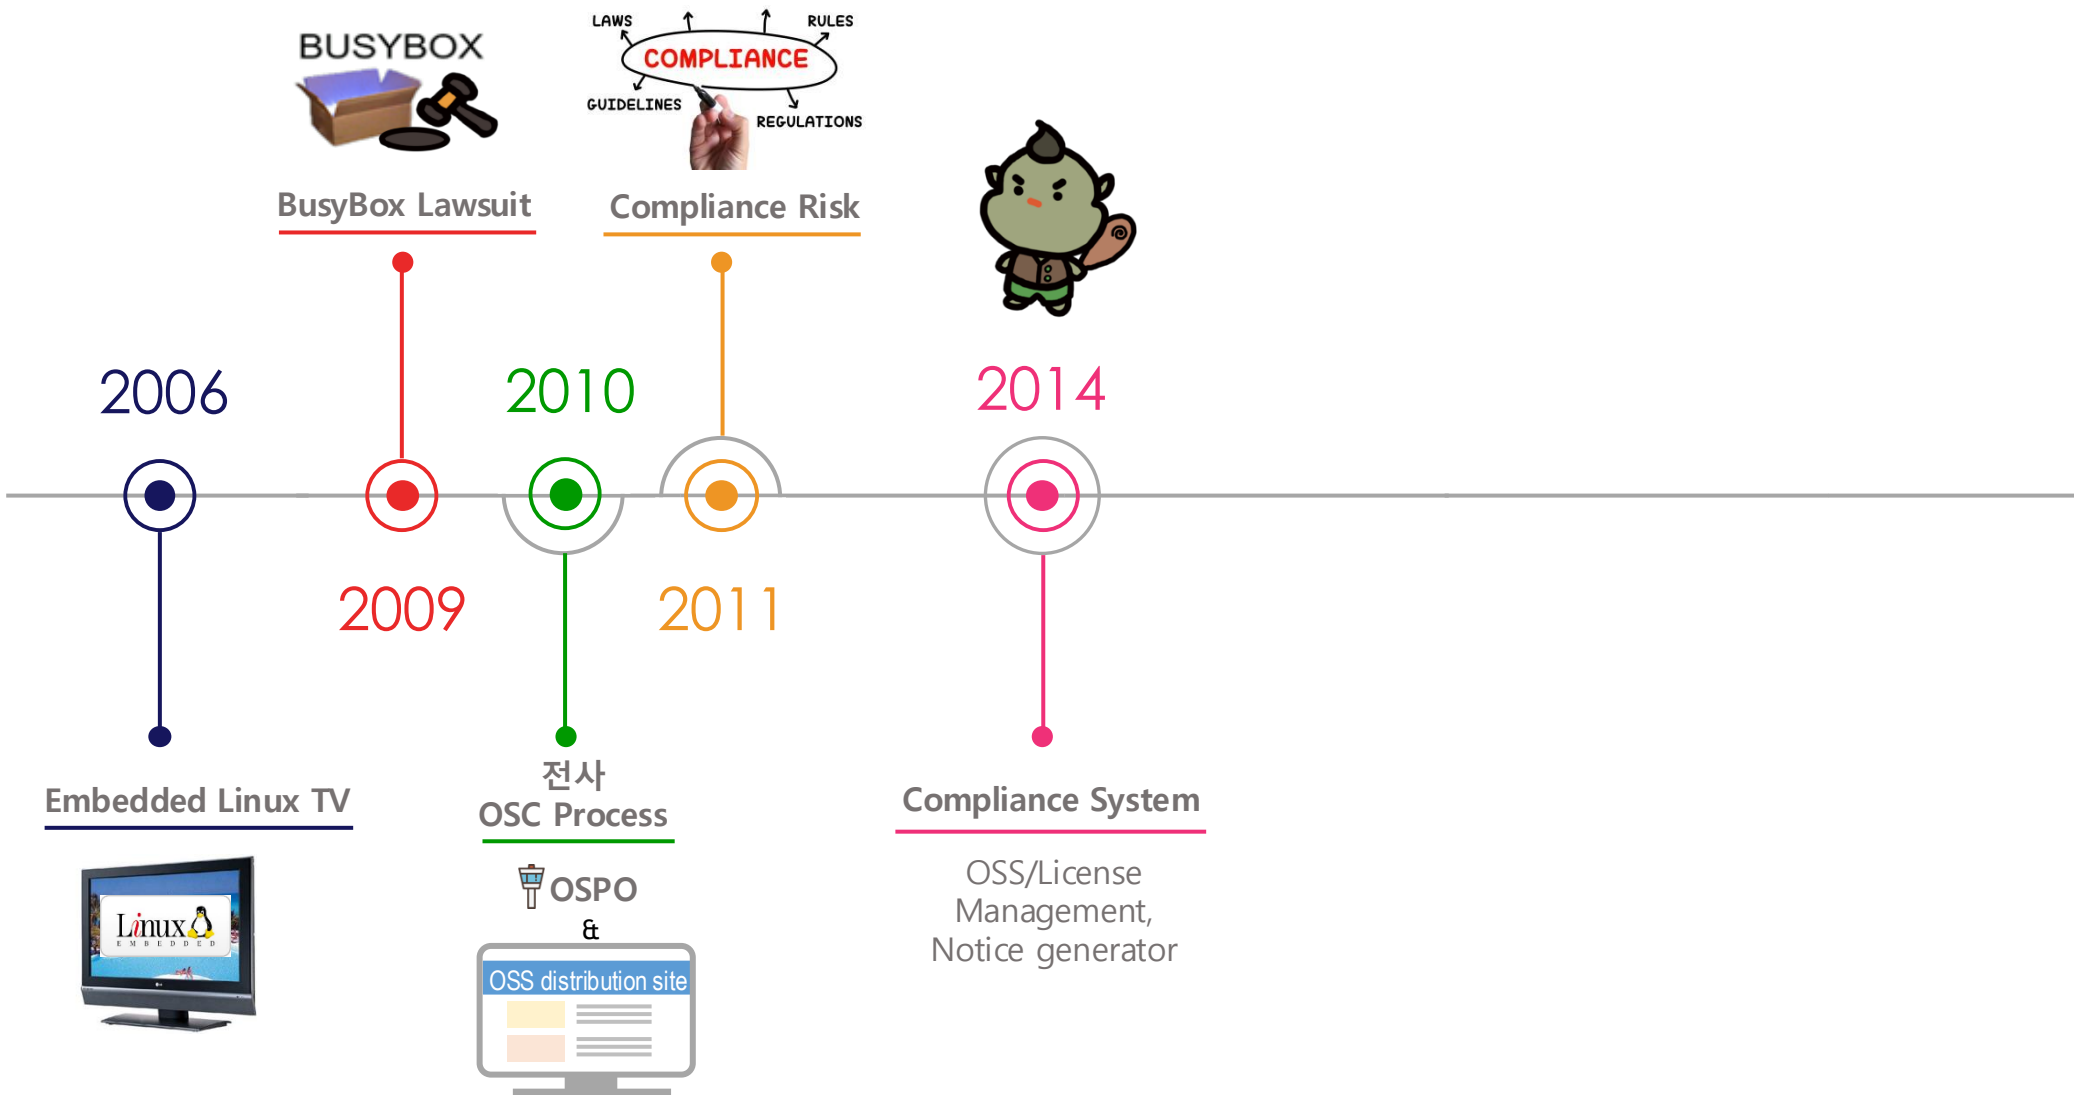 BUSYBOX
LAWS
RULES
COMPLIANCE
GUIDELINES
REGULATIONS
BusyBox Lawsuit
Compliance Risk
2006
2010
2014
2009
2011
Embedded Linux TV
Linux
EMBEDDED
전사
OSC Process
OSPO
&
OSS distribution site
Compliance System
OSS/License
Management,
Notice generator